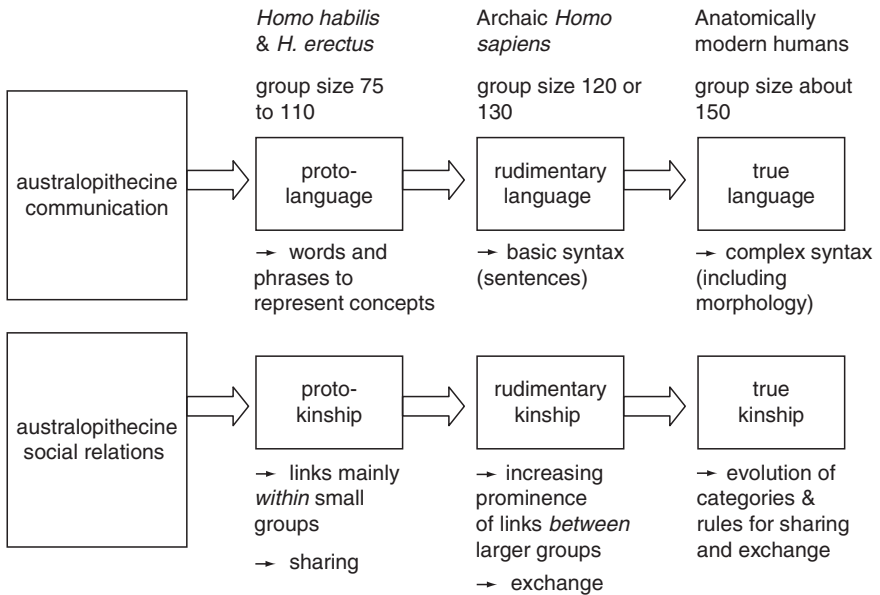 Homo habilis
& H. erectus
group size 75
to 110
Archaic Homo
sapiens
group size 120 or
130
Anatomically
modern humans
group size about
150
australopithecine
communication
proto-
language
rudimentary
language
true
language
→ words and
phrases to
represent concepts
→ basic syntax
(sentences)
→ complex syntax
(including
morphology)
australopithecine
social relations
proto-
kinship
rudimentary
kinship
true
kinship
→ links mainly
within small
groups
→ sharing
→ increasing
prominence
of links between
larger groups
→ exchange
→ evolution of
categories &
rules for sharing
and exchange